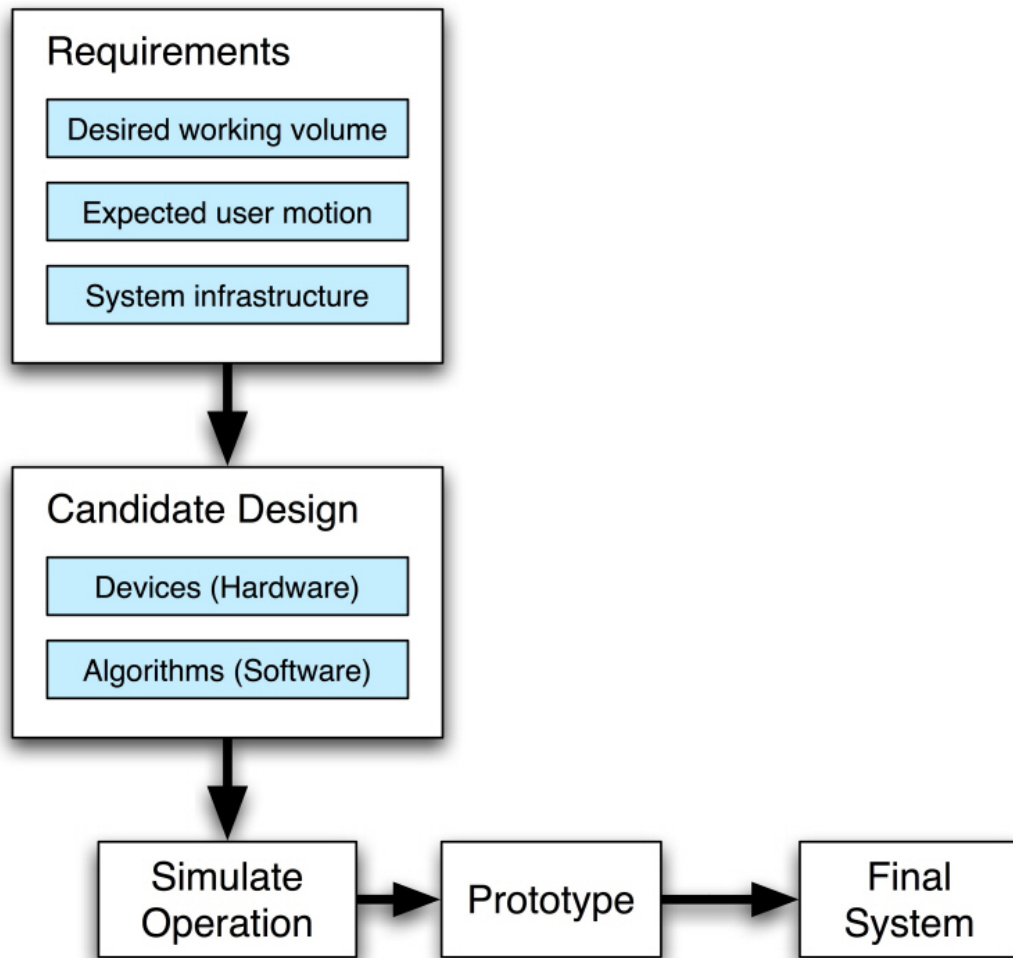 Requirements
Desired working volume
Expected user motion
System infrastructure
Candidate Design
Devices (Hardware)
Algorithms (Software)
Simulate
Operation
Prototype
Final
System